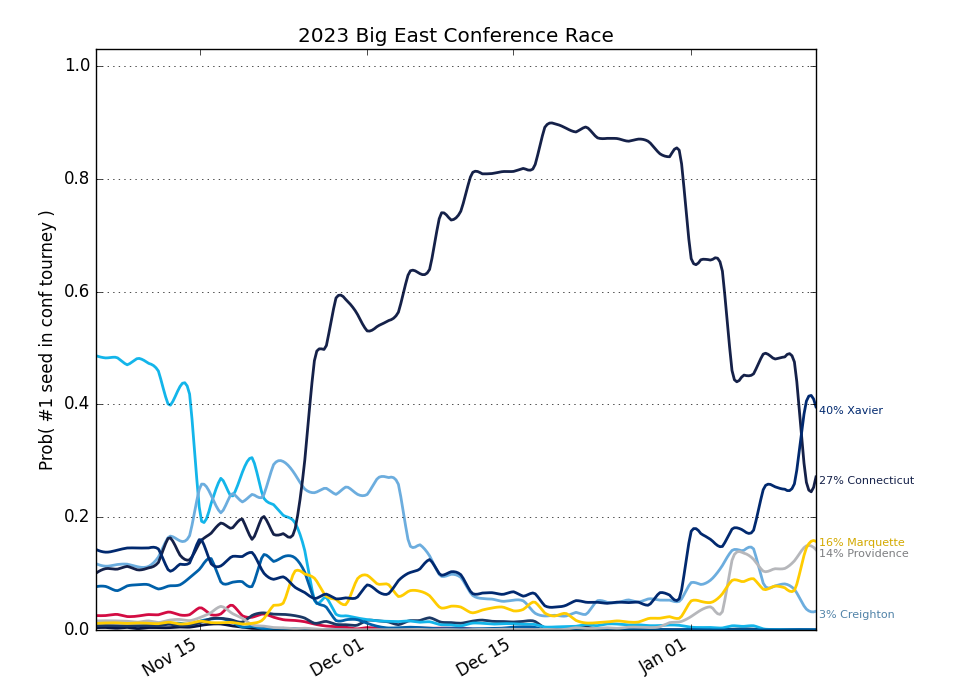 2023 Big East Conference Race
Prob( #1 seed in conf tourney )
1.0
0.8
0.6
0.4
0.2
0.0
Nov 15
Dec 01
Dec 15
Jan 01
40% Xavier
27% Connecticut
16% Marquette
14% Providence
3% Creighton